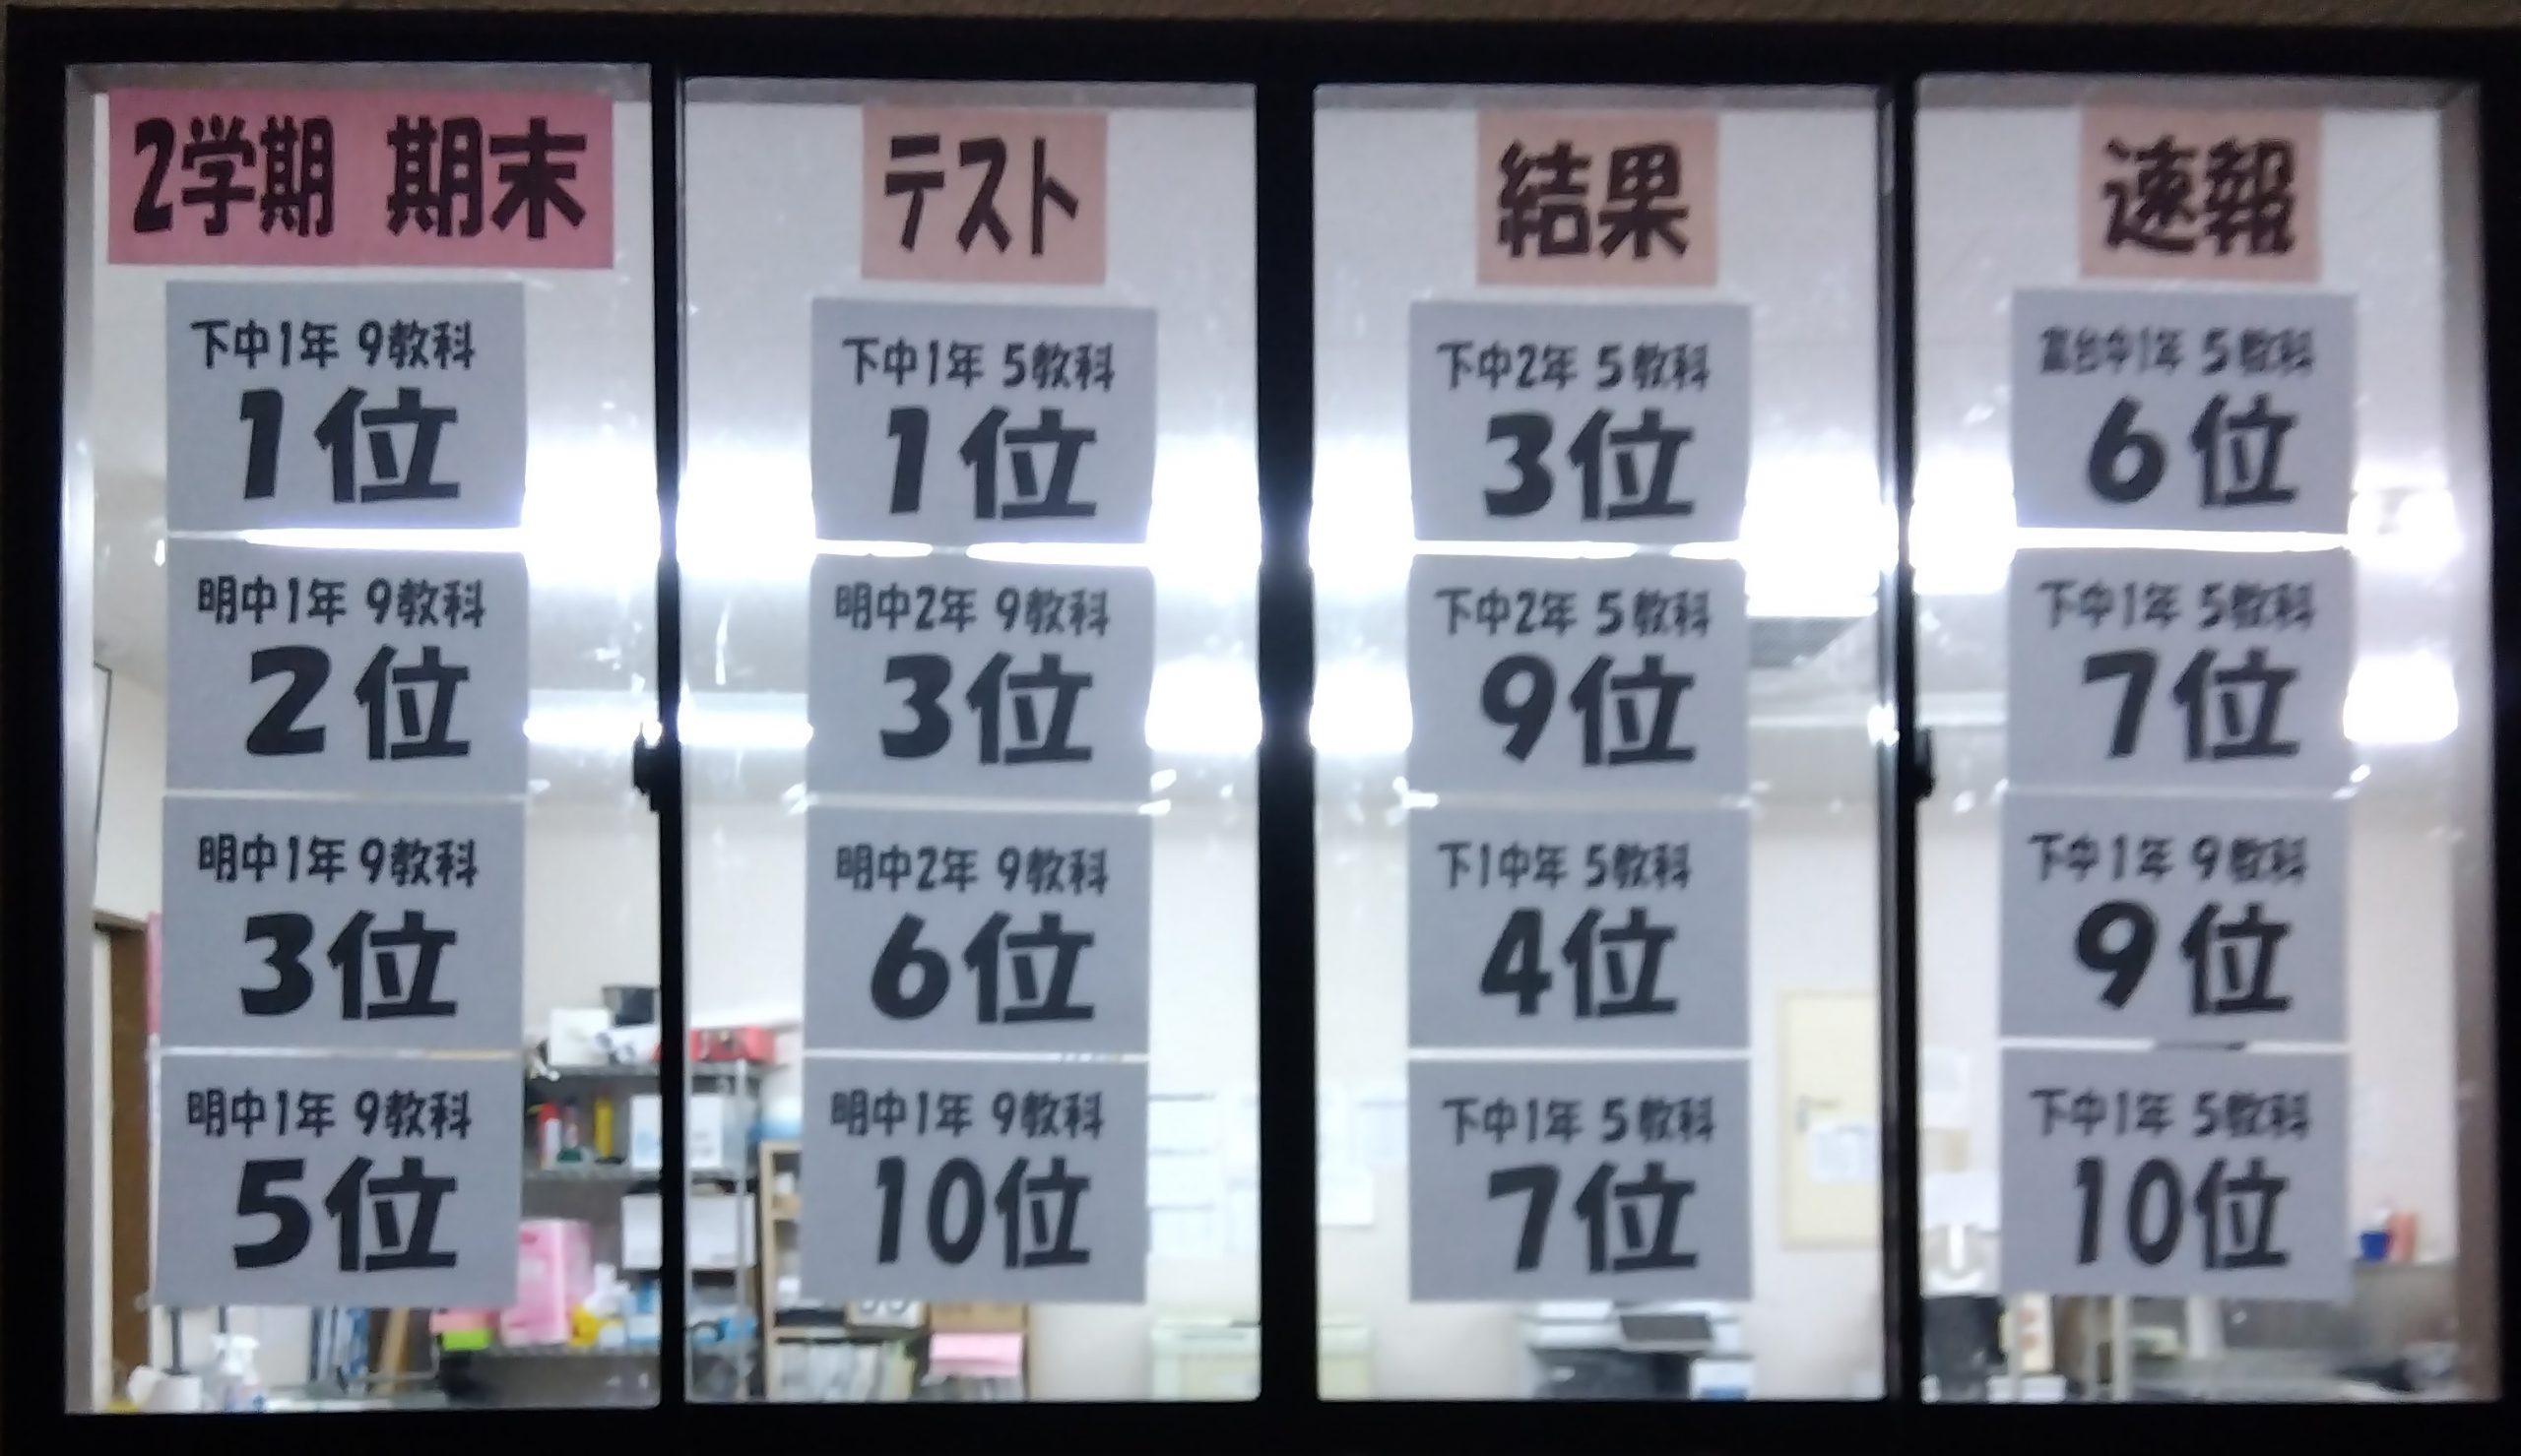 2学期 期末 テスト 結果 速報
下中1年 9教科
1位
明中1年 9教科
2位
明中1年 9教科
3位
明中1年 9教科
5位
下中1年 5教科
1位
明中2年 9教科
3位
明中2年 9教科
6位
明中1年 9教科
10位
下中2年 5教科
3位
下中2年 5教科
9位
下1中年 5教科
4位
下中1年 5教科
7位
富台中1年 5教科
6位
下中1年 5教科
7位
下中1年 9教科
9位
下中1年 5教科
10位